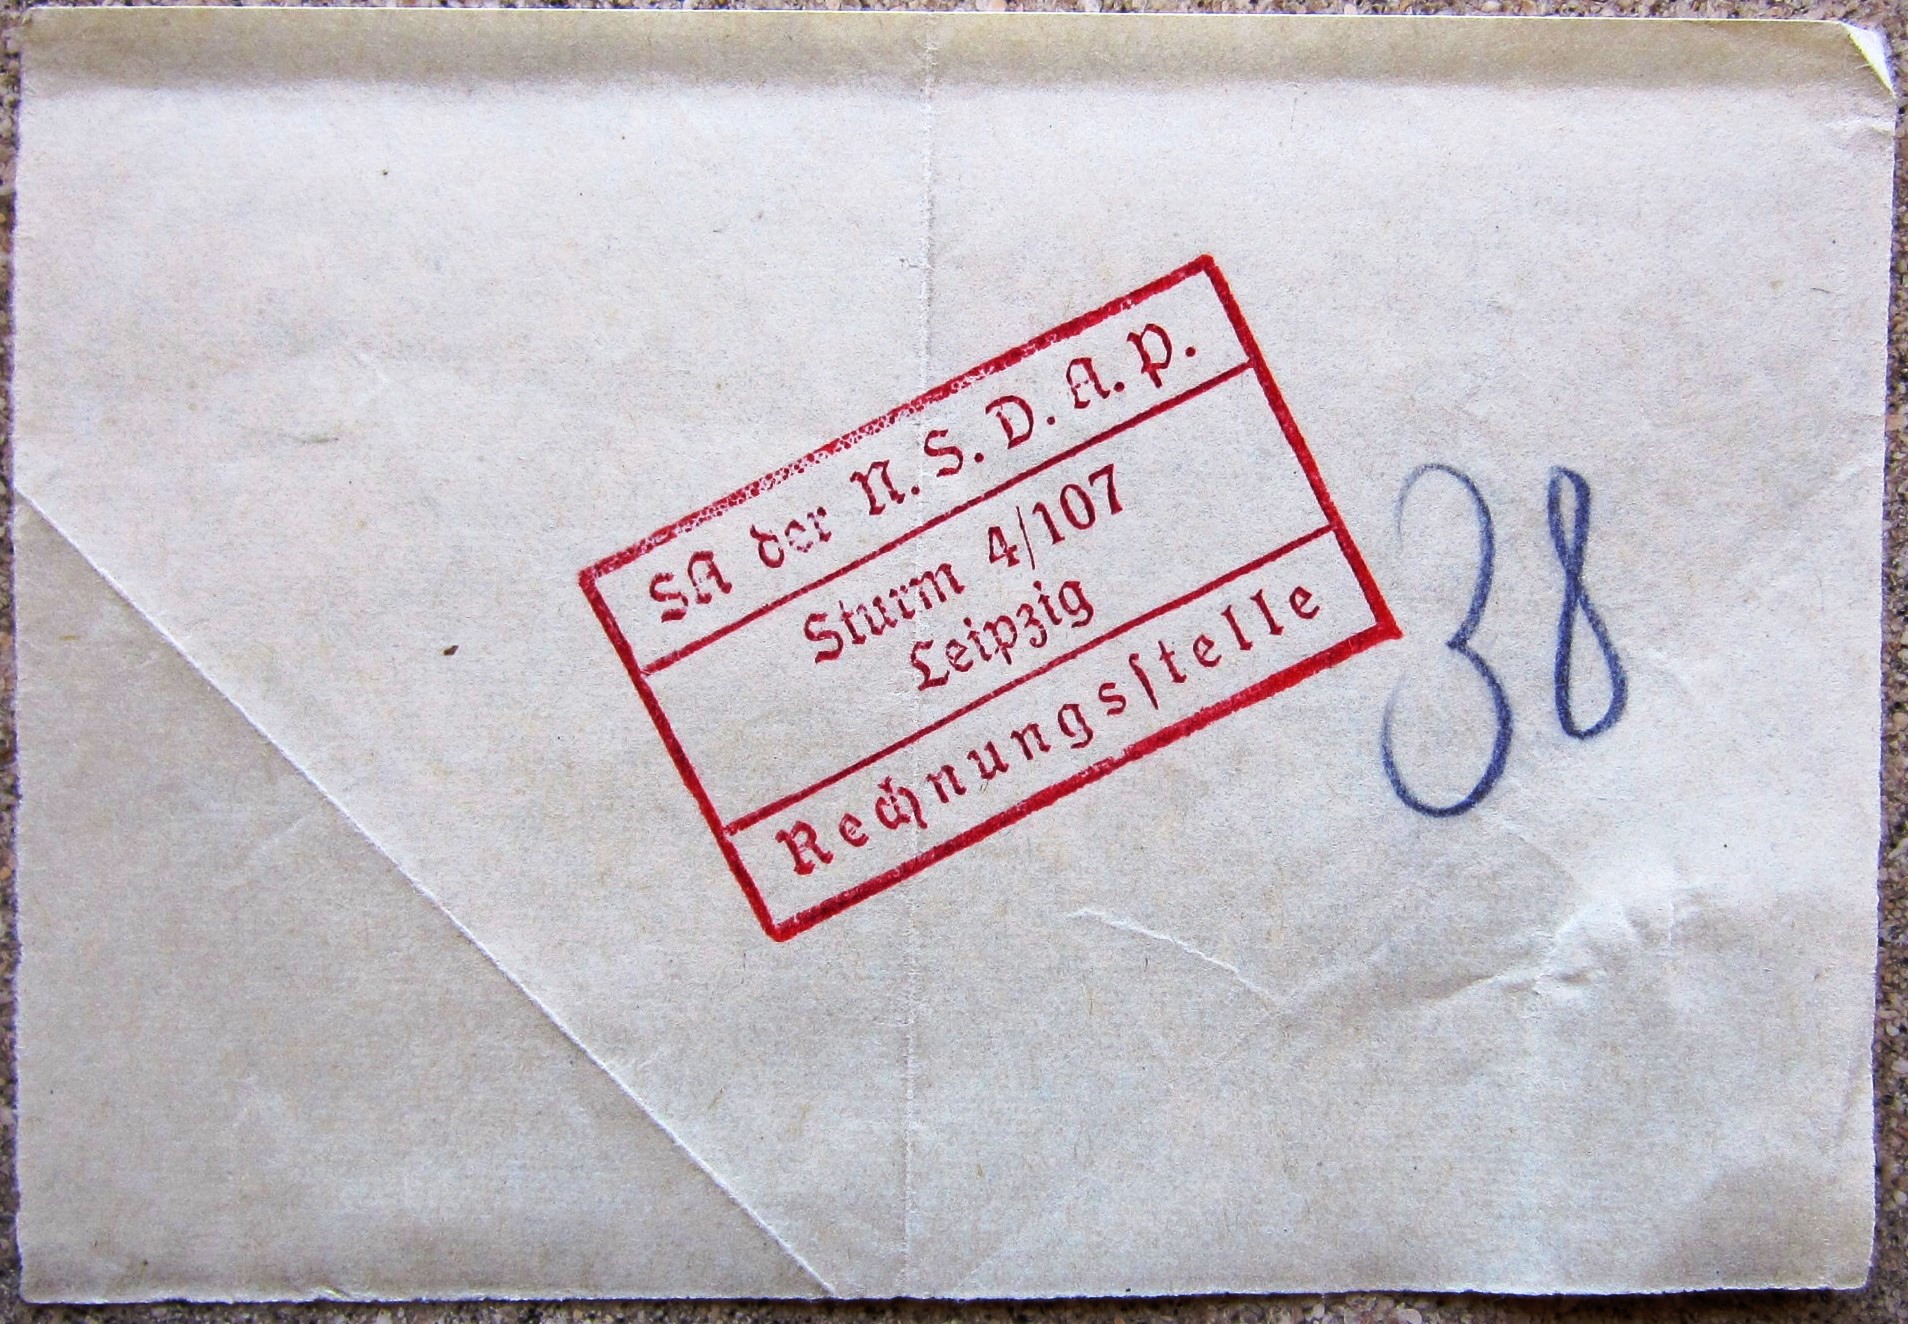 SA der N. S. D. A. P.
Sturm 4/107
Leipzig
Rechnungsſtelle
38